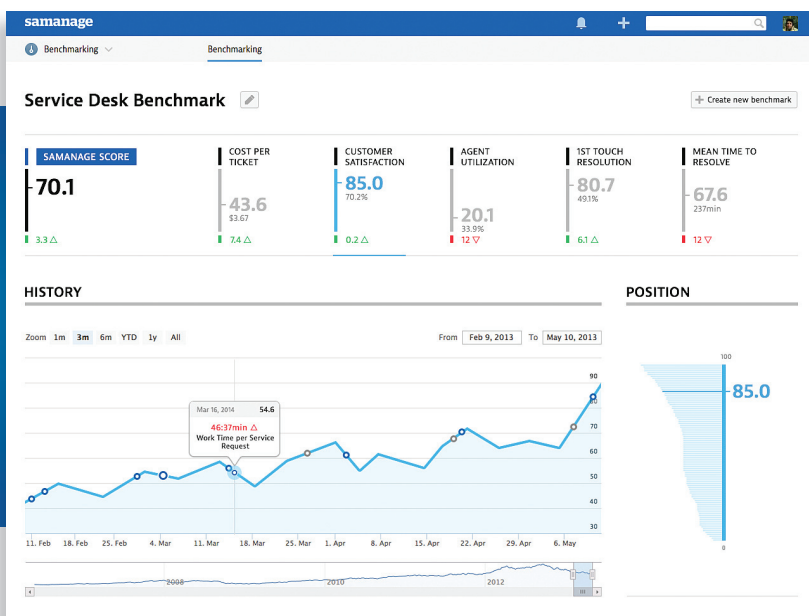 samanage
Benchmarking
Benchmarking
Service Desk Benchmark
Create new benchmark
SAMANAGE SCORE
70.1
3.3
COST PER
TICKET
43.6
$3.67
7.4
CUSTOMER
SATISFACTION
85.0
70.2%
0.2
AGENT
UTILIZATION
20.1
33.9%
12
1ST TOUCH
RESOLUTION
80.7
49.1%
6.1
MEAN TIME TO
RESOLVE
67.6
237min
12
HISTORY
Zoom 1m 3m 6m YTD 1y All
From Feb 9, 2013 To May 10, 2013
90
80
70
60
50
40
30
Mar 16, 2014 54.6
46:37min
Work Time per Service
Request
11. Feb 18. Feb 25. Feb 4. Mar 11. Mar 18. Mar 25. Mar 1. Apr 8. Apr 15. Apr 22. Apr 29. Apr 6. May
2008 2010 2012
POSITION
100
85.0
0